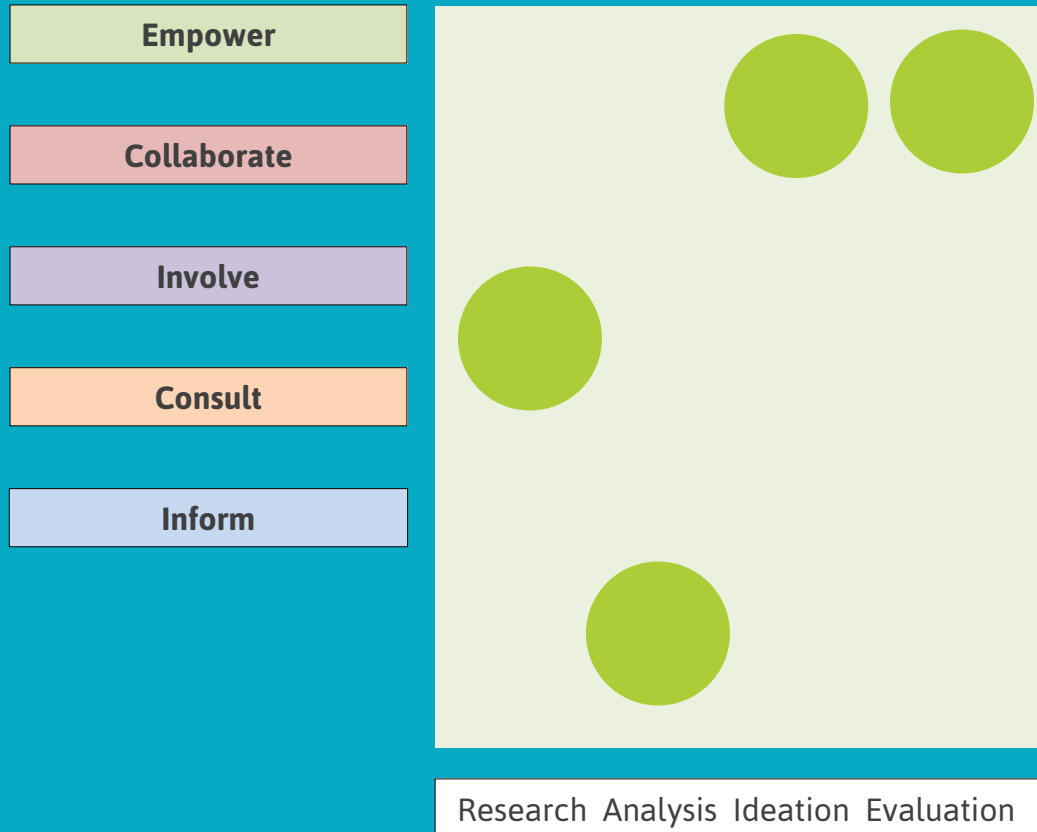 Empower
Collaborate
Involve
Consult
Inform
Research Analysis Ideation Evaluation